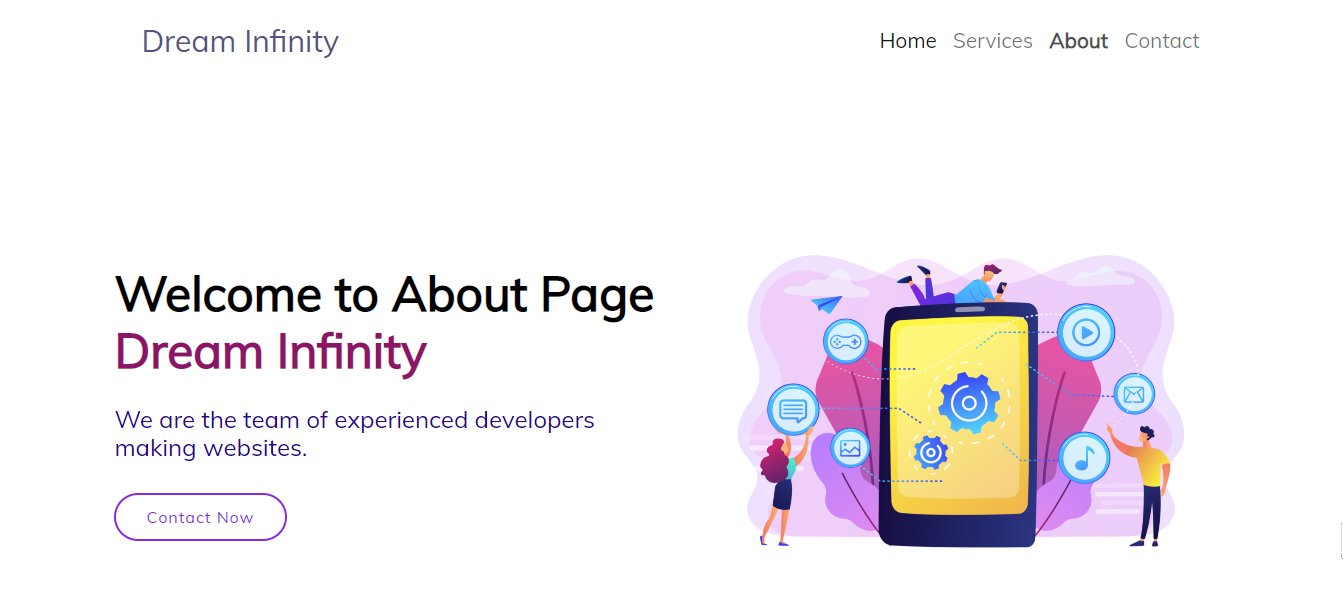 Dream Infinity
Home Services About Contact
Welcome to About Page
Dream Infinity
We are the team of experienced developers
making websites.
Contact Now